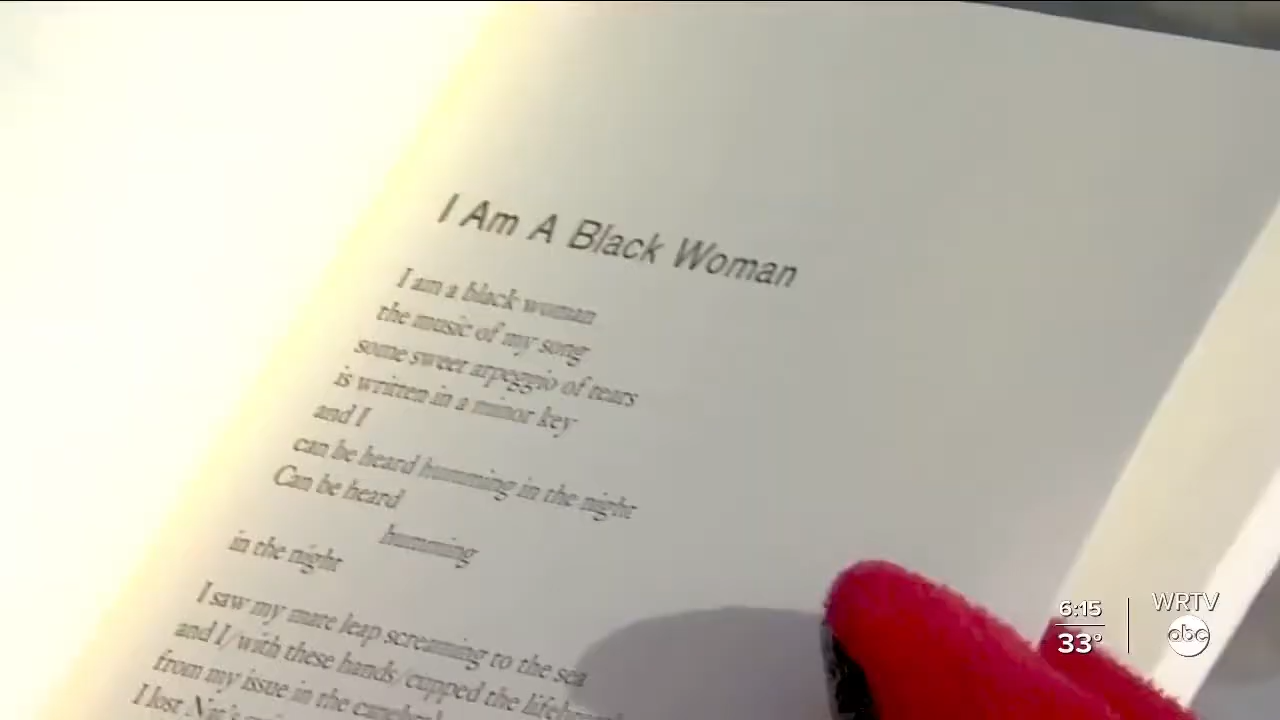 I Am A Black Woman
I am a black woman
the music of my song
some sweet arpeggio of tears
is written in a minor key
and I
can be heard humming in the night
Can be heard
humming
in the night
I saw my mate leap screaming to the sea
and I/with these hands/cupped the
from my issue in the
I lost Nat's
6:15
33°
WRTV
abc